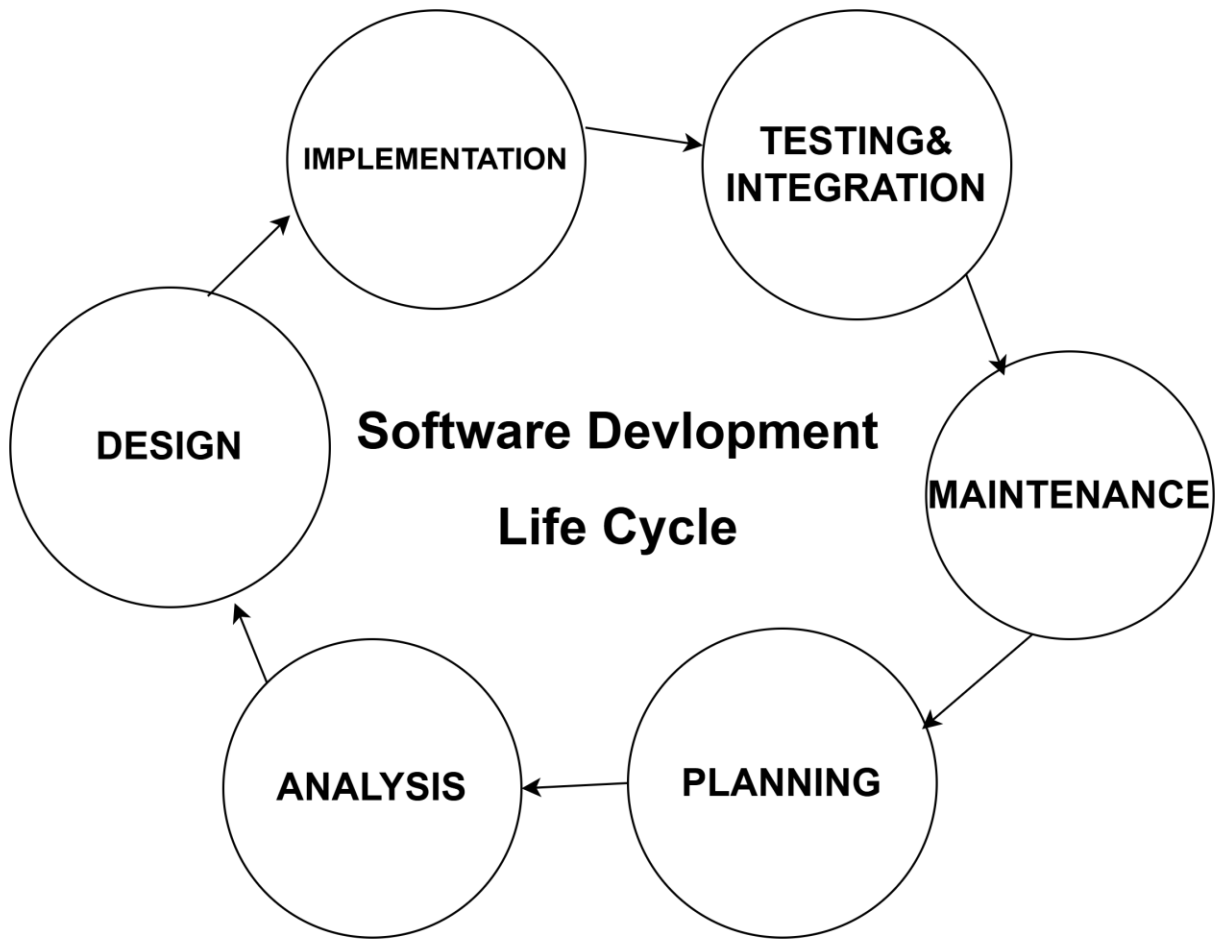 IMPLEMENTATION
TESTING&
INTEGRATION
DESIGN
Software Devlopment
Life Cycle
MAINTENANCE
ANALYSIS
PLANNING